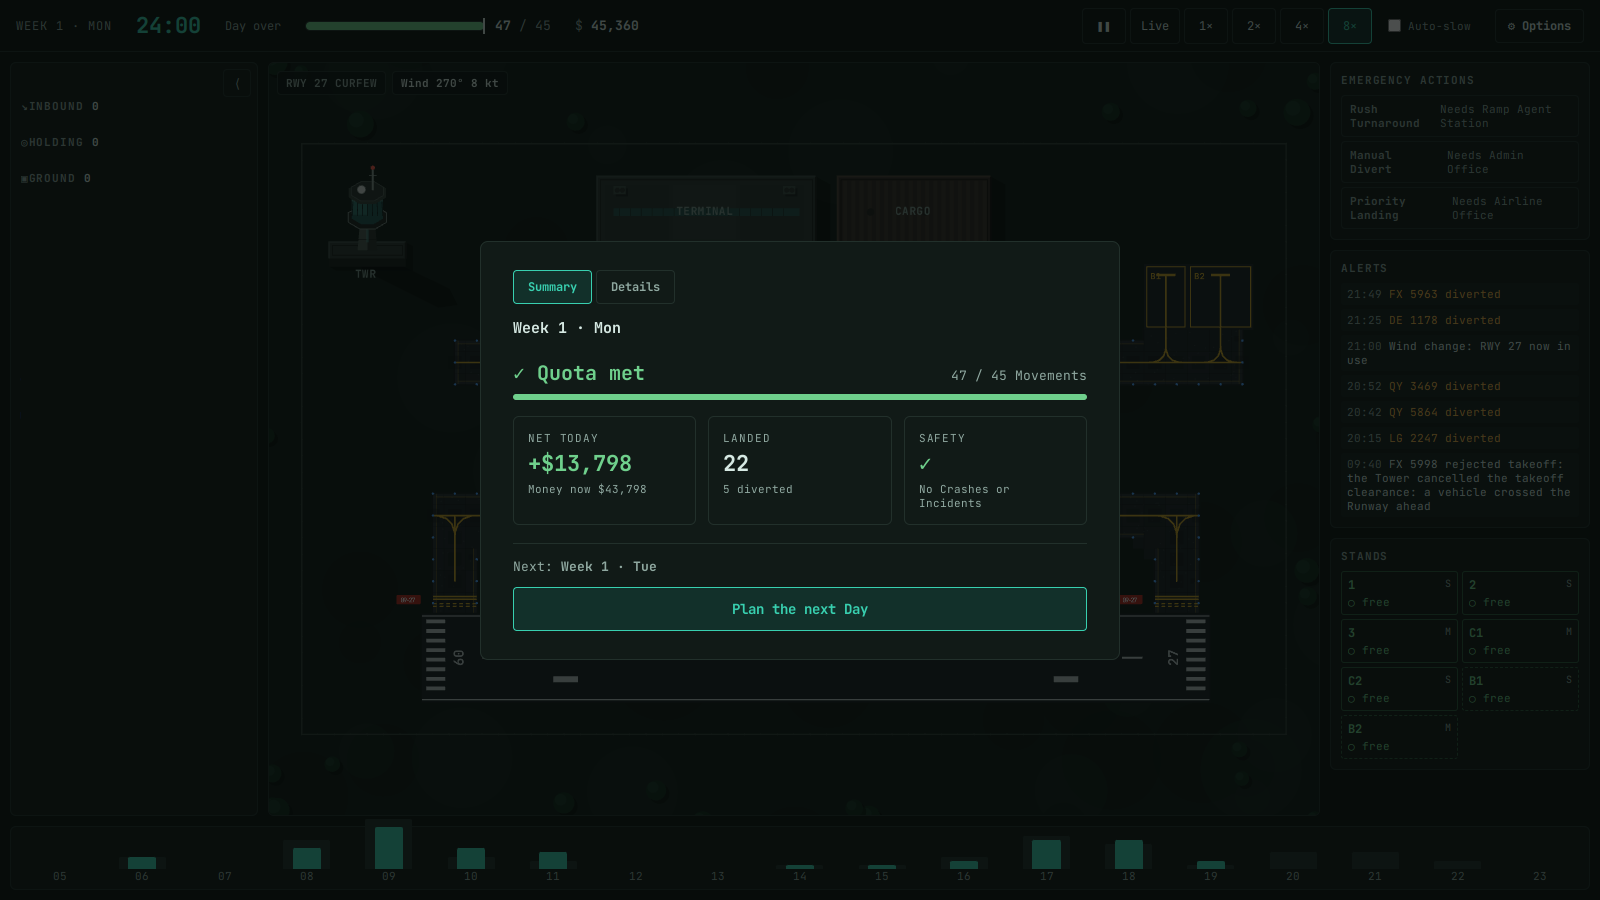 WEEK 1 · MON
24:00
Day over
47 / 45
$ 45,360
❚❚
Live
1×
2×
4×
8×
Auto-slow
⚙ Options
⟨
↘INBOUND 0
◎HOLDING 0
▣GROUND 0
RWY 27 CURFEW
Wind 270° 8 kt
TWR
TERMINAL
CARGO
B1
B2
09-27
09-27
09
27
Summary
Details
Week 1 · Mon
✓ Quota met
47 / 45 Movements
NET TODAY
+$13,798
Money now $43,798
LANDED
22
5 diverted
SAFETY
✓
No Crashes or
Incidents
Next: Week 1 · Tue
Plan the next Day
EMERGENCY ACTIONS
Rush
Turnaround
Needs Ramp Agent
Station
Manual
Divert
Needs Admin
Office
Priority
Landing
Needs Airline
Office
ALERTS
21:49 FX 5963 diverted
21:25 DE 1178 diverted
21:00 Wind change: RWY 27 now in
use
20:52 QY 3469 diverted
20:42 QY 5864 diverted
20:15 LG 2247 diverted
09:40 FX 5998 rejected takeoff:
the Tower cancelled the takeoff
clearance: a vehicle crossed the
Runway ahead
STANDS
1 S
○ free
2 S
○ free
3 M
○ free
C1 M
○ free
C2 S
○ free
B1 S
○ free
B2 M
○ free
05 06 07 08 09 10 11 12 13 14 15 16 17 18 19 20 21 22 23